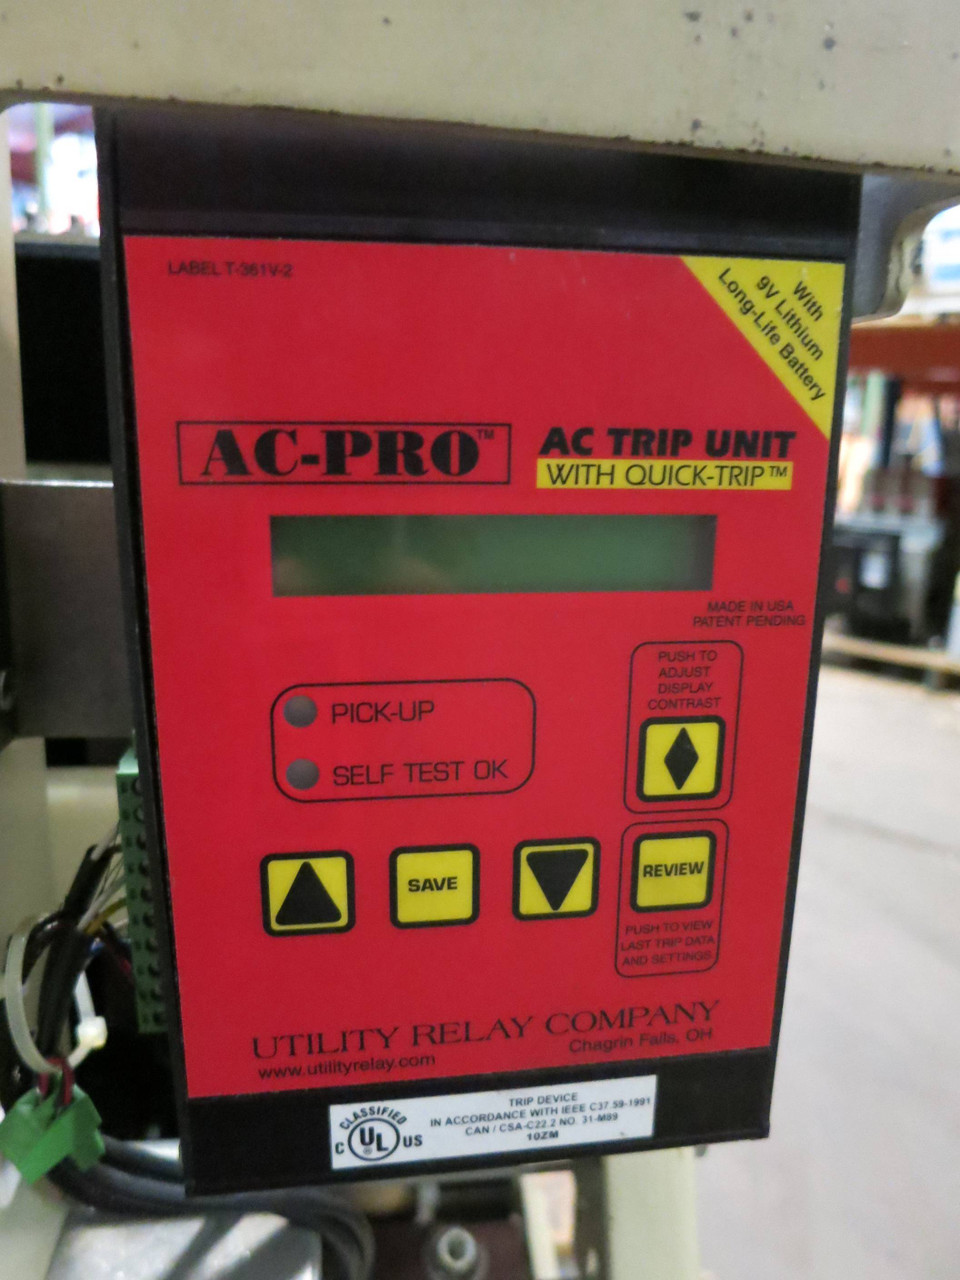 LABEL T-361V-2
With
9V Lithium
Long-Life Battery
AC-PRO™
AC TRIP UNIT
WITH QUICK-TRIP™
MADE IN USA
PATENT PENDING
PUSH TO
ADJUST
DISPLAY
CONTRAST
PICK-UP
SELF TEST OK
SAVE
REVIEW
PUSH TO VIEW
LAST TRIP DATA
AND SETTINGS
UTILITY RELAY COMPANY
www.utilityrelay.com
Chagrin Falls, OH
CLASSIFIED
C UL US
®
TRIP DEVICE
IN ACCORDANCE WITH IEEE C37.59-1991
CAN / CSA-C22.2 NO. 31-M89
10ZM